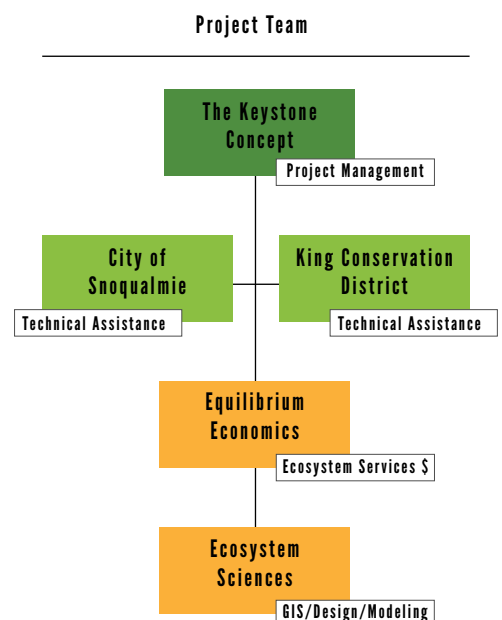 Project Team
The Keystone
Concept
Project Management
City of
Snoqualmie
Technical Assistance
King Conservation
District
Technical Assistance
Equilibrium
Economics
Ecosystem Services $
Ecosystem
Sciences
GIS/Design/Modeling